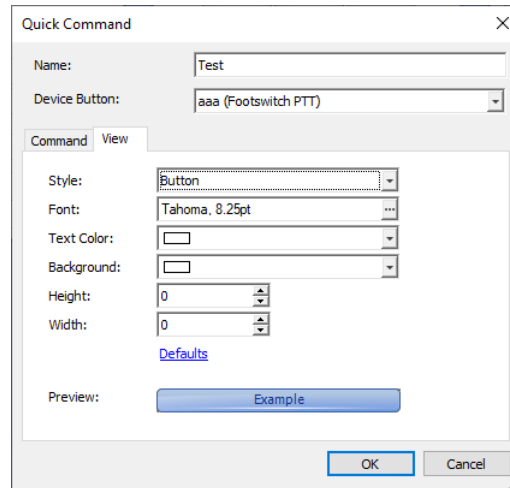 Quick Command
Name: Test
Device Button: aaa (Footswitch PTT)
Command View
Style: Button
Font: Tahoma, 8.25pt ...
Text Color:
Background:
Height: 0
Width: 0
Defaults
Preview: Example
OK Cancel